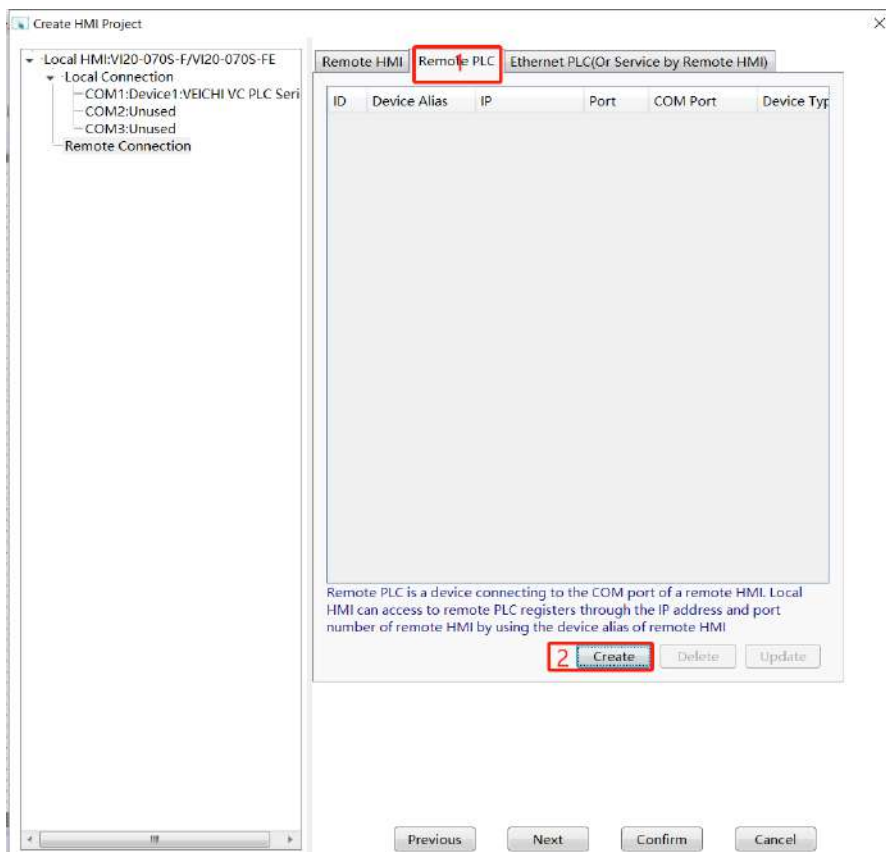 Create HMI Project
Local HMI:VI20-070S-F/VI20-070S-FE
Local Connection
COM1:Device1:VEICHI VC PLC Seri
COM2:Unused
COM3:Unused
Remote Connection
Remote HMI Remote PLC Ethernet PLC(Or Service by Remote HMI)
1
ID Device Alias IP Port COM Port Device Typ
Remote PLC is a device connecting to the COM port of a remote HMI. Local
HMI can access to remote PLC registers through the IP address and port
number of remote HMI by using the device alias of remote HMI
2 Create Delete Update
Previous Next Confirm Cancel